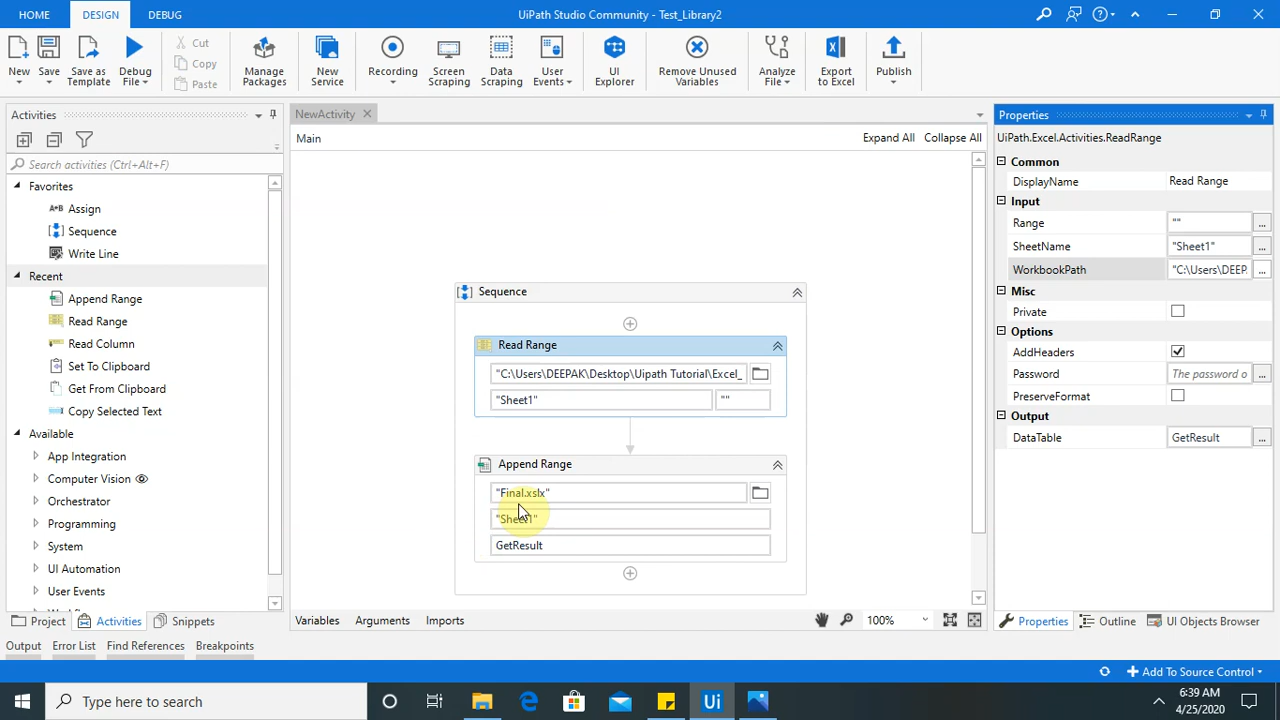 HOME DESIGN DEBUG UiPath Studio Community - Test_Library2
New Save Save as Template Debug File Cut Copy Paste Manage Packages New Service Recording Screen Scraping Data Scraping User Events UI Explorer Remove Unused Variables Analyze File Export to Excel Publish
Activities
Search activities (Ctrl+Alt+F)
Favorites
Assign
Sequence
Write Line
Recent
Append Range
Read Range
Read Column
Set To Clipboard
Get From Clipboard
Copy Selected Text
Available
App Integration
Computer Vision
Orchestrator
Programming
System
UI Automation
User Events
Project Activities Snippets
NewActivity
Main Expand All Collapse All
Sequence
Read Range
"C:\Users\DEEPAK\Desktop\Uipath Tutorial\Excel_
"Sheet1" ""
Append Range
"Final.xslx"
"Sheet1"
GetResult
Variables Arguments Imports 100%
Properties
UiPath.Excel.Activities.ReadRange
Common
DisplayName Read Range
Input
Range "" ...
SheetName "Sheet1" ...
WorkbookPath "C:\Users\DEEP. ...
Misc
Private
Options
AddHeaders
Password The password o ...
PreserveFormat
Output
DataTable GetResult ...
Properties Outline UI Objects Browser
Output Error List Find References Breakpoints
Add To Source Control
Type here to search Ui 6:39 AM
4/25/2020